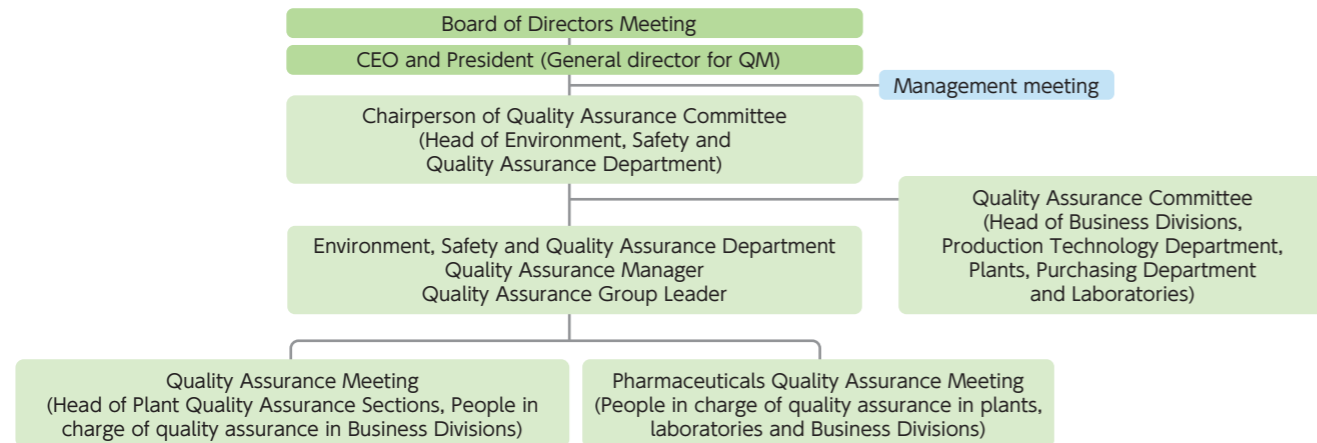 Board of Directors Meeting
CEO and President (General director for QM)
Management meeting
Chairperson of Quality Assurance Committee
(Head of Environment, Safety and
Quality Assurance Department)
Quality Assurance Committee
(Head of Business Divisions,
Production Technology Department,
Plants, Purchasing Department
and Laboratories)
Environment, Safety and Quality Assurance Department
Quality Assurance Manager
Quality Assurance Group Leader
Quality Assurance Meeting
(Head of Plant Quality Assurance Sections, People in
charge of quality assurance in Business Divisions)
Pharmaceuticals Quality Assurance Meeting
(People in charge of quality assurance in plants,
laboratories and Business Divisions)